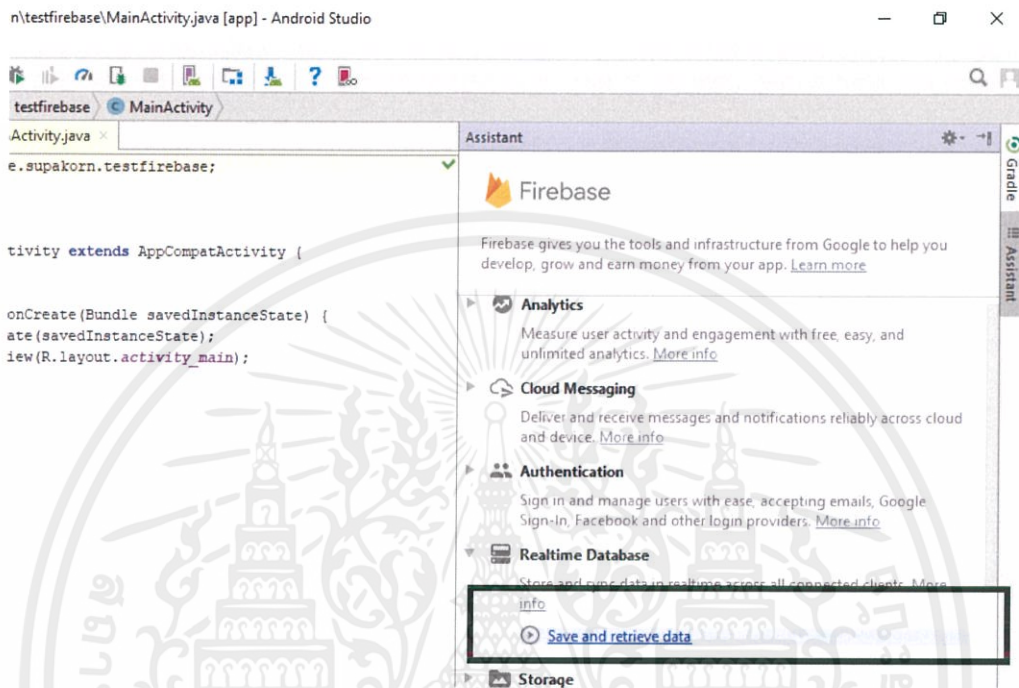 n\testfirebase\MainActivity.java [app] - Android Studio
testfirebase MainActivity
Activity.java
Assistant
e.supakorn.testfirebase;
Firebase
Gradle
Firebase gives you the tools and infrastructure from Google to help you
develop, grow and earn money from your app. Learn more
Assistant
tivity extends AppCompatActivity {
onCreate(Bundle savedInstanceState) {
ate(savedInstanceState);
iew(R.layout.activity_main);
Analytics
Measure user activity and engagement with free, easy, and
unlimited analytics. More info
Cloud Messaging
Deliver and receive messages and notifications reliably across cloud
and device. More info
Authentication
Sign in and manage users with ease, accepting emails, Google
Sign-In, Facebook and other login providers. More info
Realtime Database
Store and sync data in realtime across all connected clients. More
info
Save and retrieve data
Storage